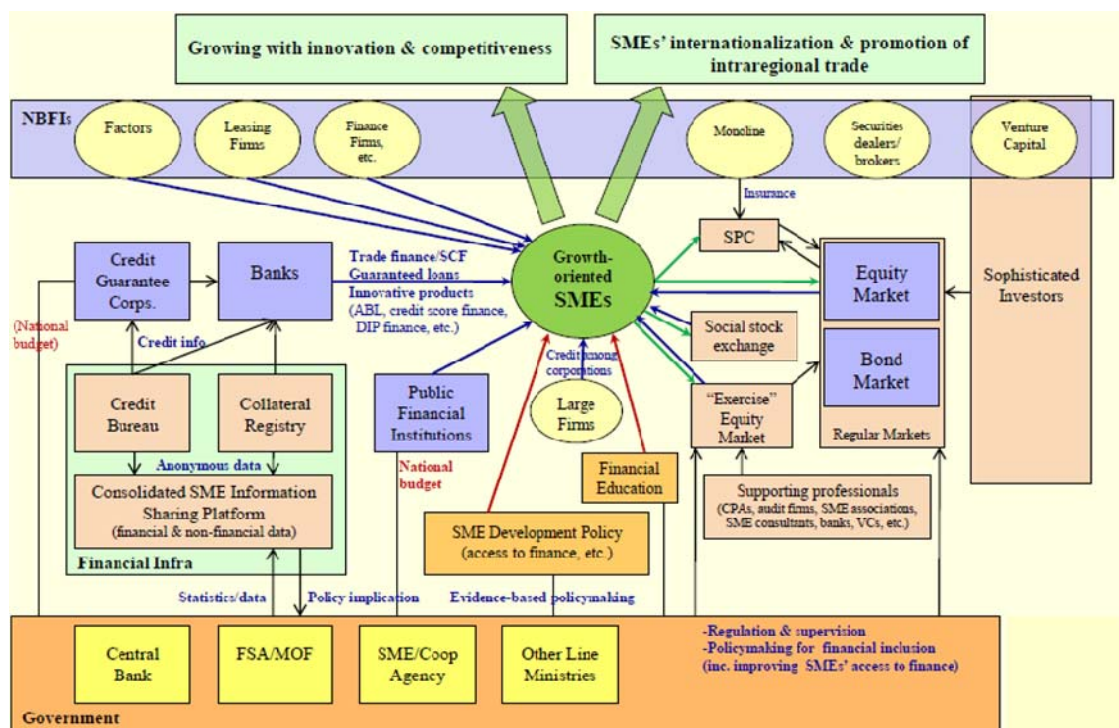 Growing with innovation & competitiveness
SMEs' internationalization & promotion of
intraregional trade
NBFIs
Factors
Leasing
Firms
Finance
Firms,
etc.
Monoline
Securities
dealers/
brokers
Venture
Capital
Insurance
SPC
Credit
Guarantee
Corps.
Banks
Trade finance/SCF
Guaranteed loans
Innovative products
(ABL, credit score finance,
DIP finance, etc.)
Growth-
oriented
SMEs
Equity
Market
Sophisticated
Investors
(National
budget)
Credit info.
Social stock
exchange
Credit among
corporations
Bond
Market
Credit
Bureau
Collateral
Registry
Public
Financial
Institutions
Large
Firms
"Exercise"
Equity
Market
Regular Markets
Anonymous data
National
budget
Financial
Education
Consolidated SME Information
Sharing Platform
(financial & non-financial data)
Supporting professionals
(CPAs, audit firms, SME associations,
SME consultants, banks, VCs, etc.)
SME Development Policy
(access to finance, etc.)
Financial Infra
Statistics/data
Policy implication
Evidence-based policymaking
Central
Bank
FSA/MOF
SME/Coop
Agency
Other Line
Ministries
-Regulation & supervision
-Policymaking for financial inclusion
(inc. improving SMEs' access to finance)
Government